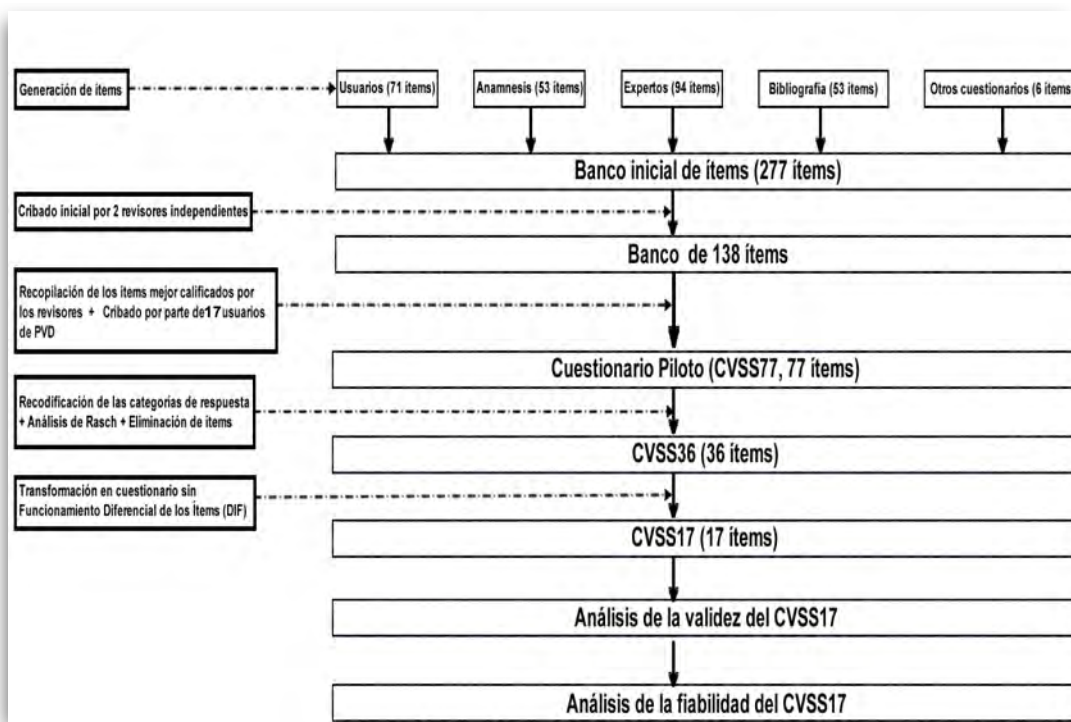 Generación de ítems
Usuarios (71 ítems)
Anamnesis (53 ítems)
Expertos (94 ítems)
Bibliografía (53 ítems)
Otros cuestionarios (6 ítems
Banco inicial de ítems (277 ítems)
Cribado inicial por 2 revisores independientes
Banco de 138 ítems
Recopilación de los ítems mejor calificados por
los revisores + Cribado por parte de 17 usuarios
de PVD
Cuestionario Piloto (CVSS77, 77 ítems)
Recodificación de las categorías de respuesta
+ Análisis de Rasch + Eliminación de ítems
CVSS36 (36 ítems)
Transformación en cuestionario sin
Funcionamiento Diferencial de los Ítems (DIF)
CVSS17 (17 ítems)
Análisis de la validez del CVSS17
Análisis de la fiabilidad del CVSS17